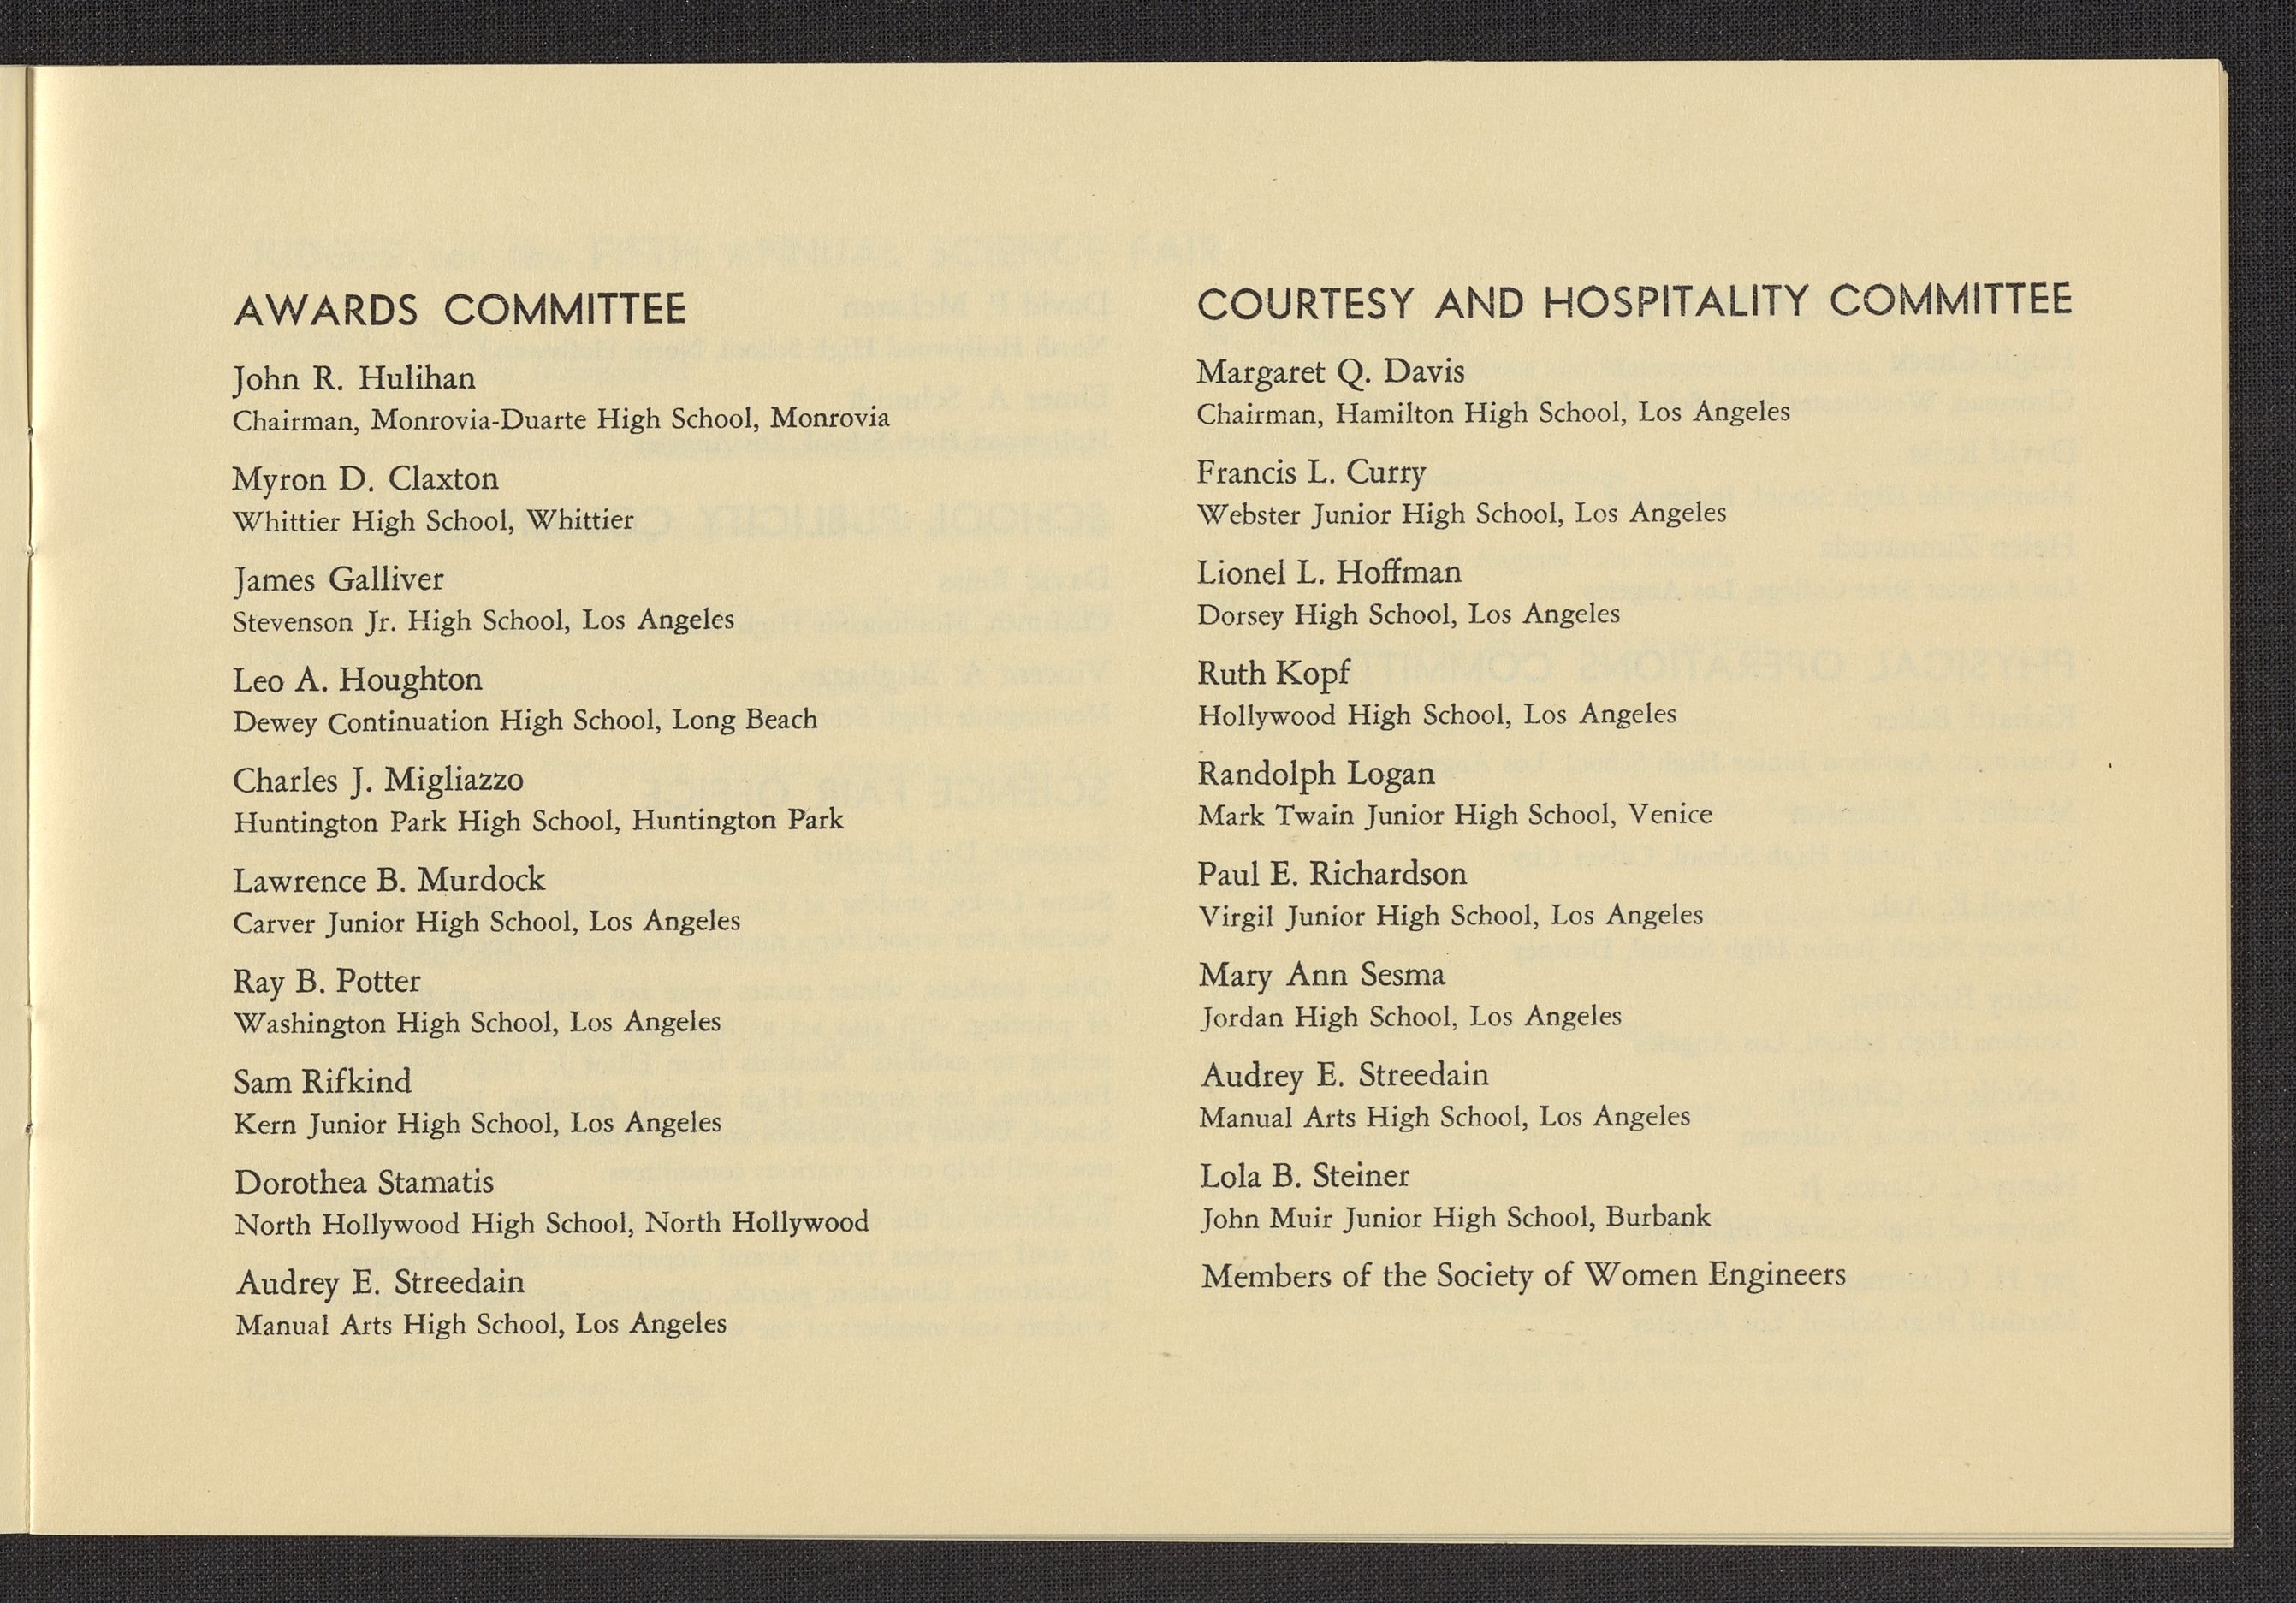 AWARDS COMMITTEE
John R. Hulihan
Chairman, Monrovia-Duarte High School, Monrovia
Myron D. Claxton
Whittier High School, Whittier
James Galliver
Stevenson Jr. High School, Los Angeles
Leo A. Houghton
Dewey Continuation High School, Long Beach
Charles J. Migliazzo
Huntington Park High School, Huntington Park
Lawrence B. Murdock
Carver Junior High School, Los Angeles
Ray B. Potter
Washington High School, Los Angeles
Sam Rifkind
Kern Junior High School, Los Angeles
Dorothea Stamatis
North Hollywood High School, North Hollywood
Audrey E. Streedain
Manual Arts High School, Los Angeles
COURTESY AND HOSPITALITY COMMITTEE
Margaret Q. Davis
Chairman, Hamilton High School, Los Angeles
Francis L. Curry
Webster Junior High School, Los Angeles
Lionel L. Hoffman
Dorsey High School, Los Angeles
Ruth Kopf
Hollywood High School, Los Angeles
Randolph Logan
Mark Twain Junior High School, Venice
Paul E. Richardson
Virgil Junior High School, Los Angeles
Mary Ann Sesma
Jordan High School, Los Angeles
Audrey E. Streedain
Manual Arts High School, Los Angeles
Lola B. Steiner
John Muir Junior High School, Burbank
Members of the Society of Women Engineers